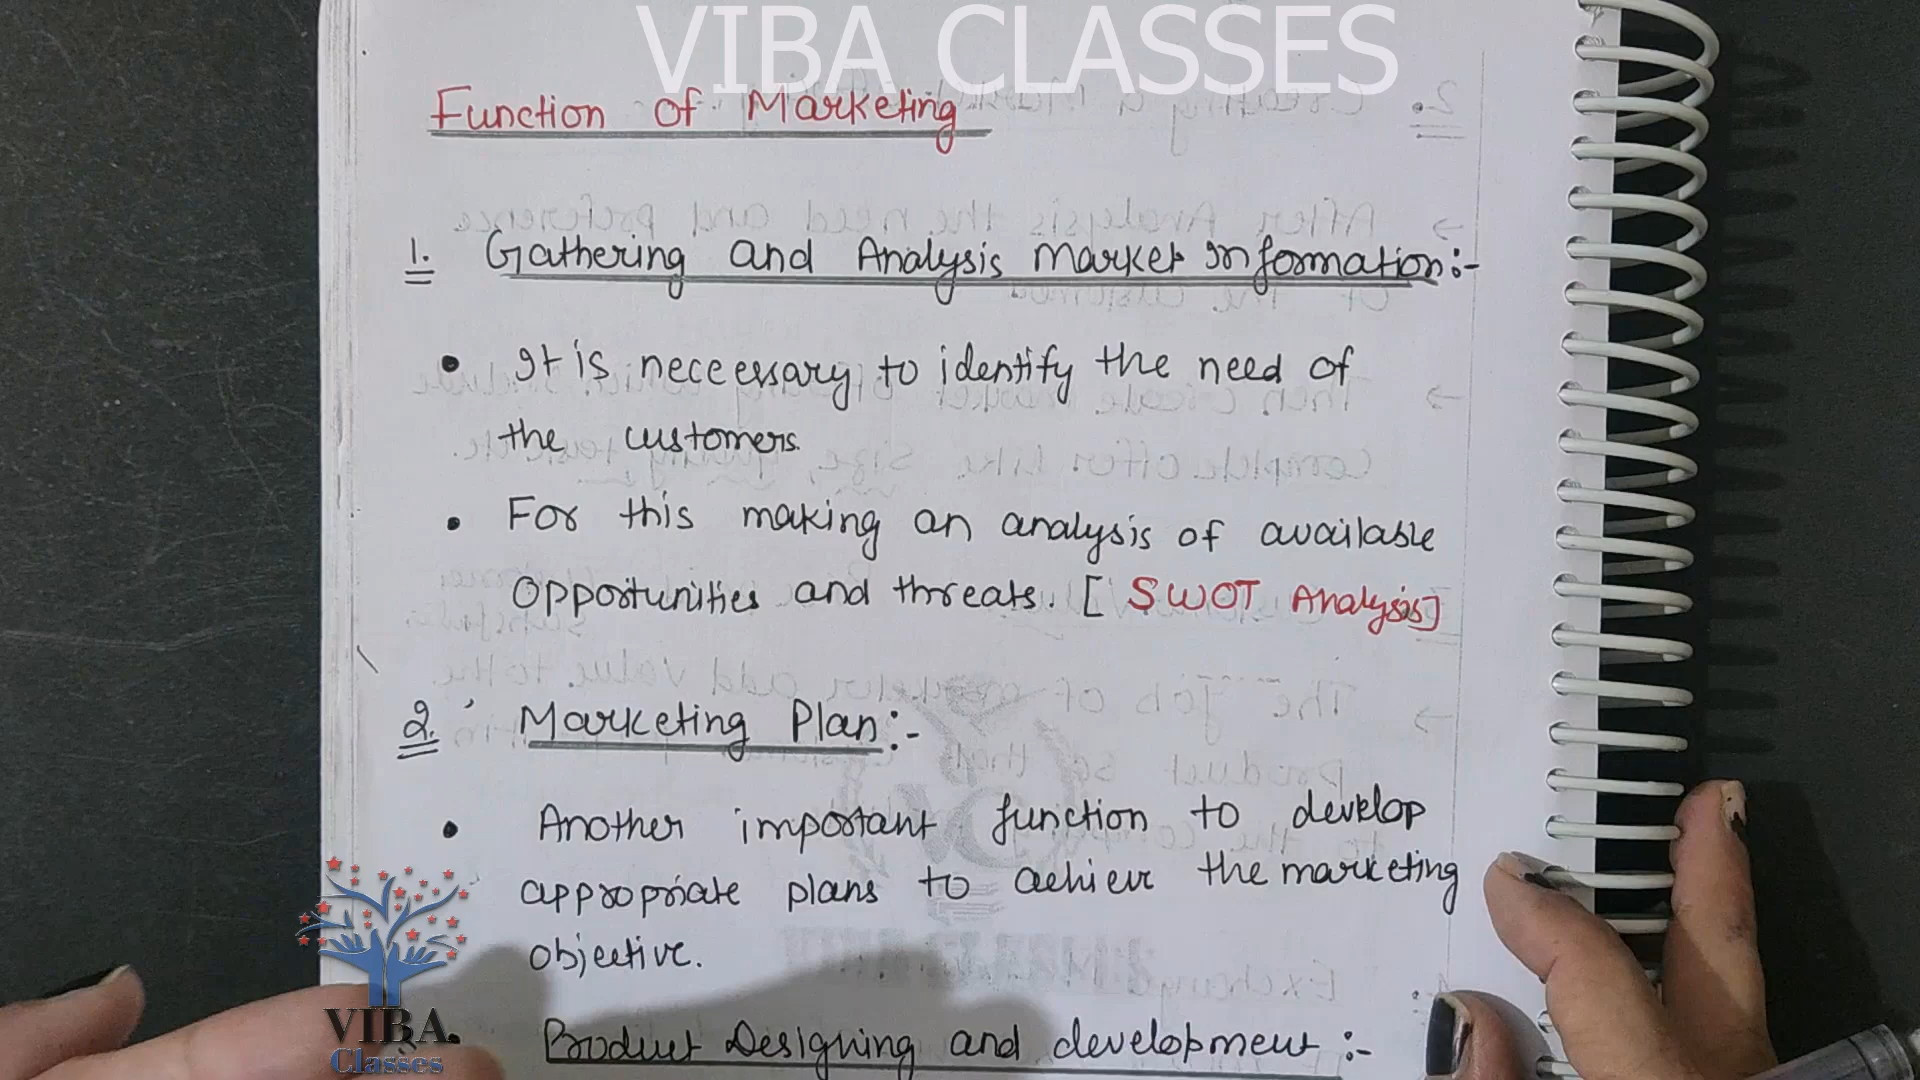 VIBA CLASSES
Function of Marketing
1. Gathering and Analysis Market Information:-
• It is neceessary to identify the need of
the customers.
• For this making an analysis of available
Opportunities and threats. [ SWOT Analysis]
2. Marketing Plan:-
• Another important function to develop
appropriate plans to achieve the marketing
objective.
Product Designing and development :-
VIBA
Classes